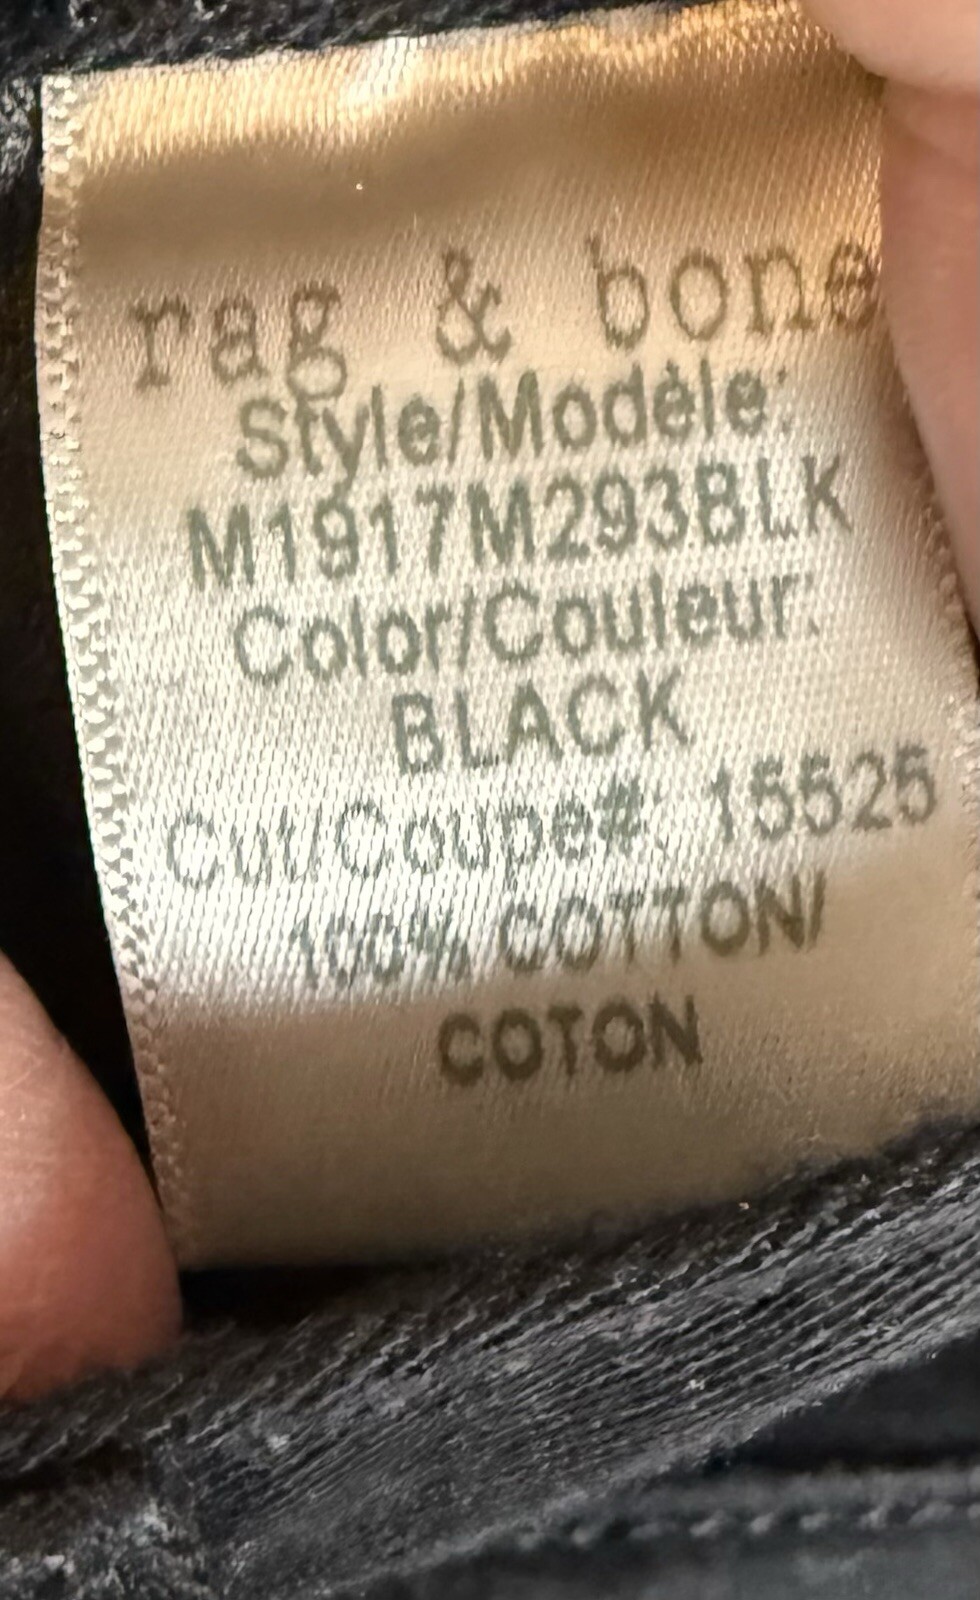 rag & bone
Style/Modèle:
M1917M293BLK
Color/Couleur:
BLACK
Cut/Coupe#: 15525
100% COTTON/
COTON